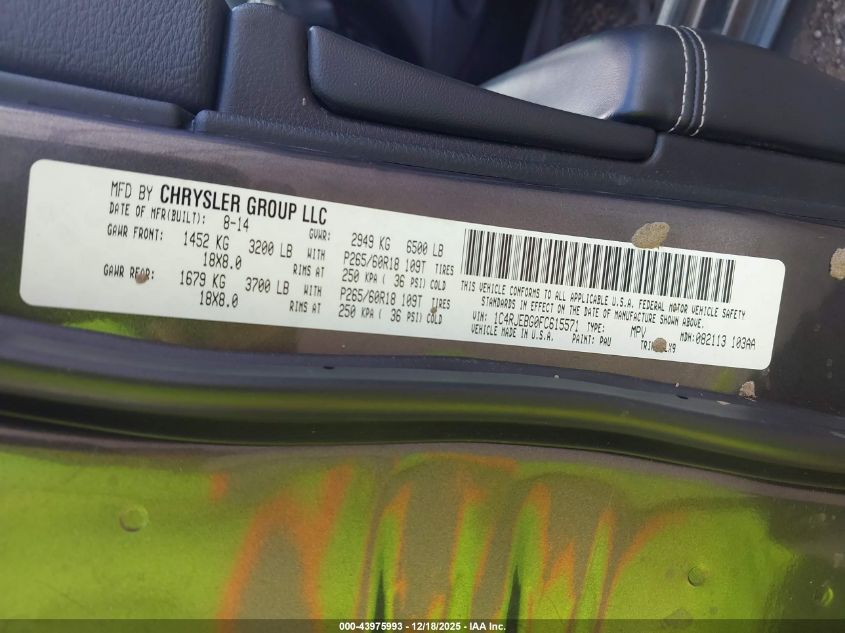 MFD BY CHRYSLER GROUP LLC
DATE OF MFR(BUILT): 8-14 GVWR: 2949 KG 6500 LB
GAWR FRONT: 1452 KG 3200 LB WITH P265/60R18 109T TIRES
18X8.0 RIMS AT 250 KPA ( 36 PSI) COLD
GAWR REAR: 1679 KG 3700 LB WITH P265/60R18 109T TIRES
18X8.0 RIMS AT 250 KPA ( 36 PSI) COLD
THIS VEHICLE CONFORMS TO ALL APPLICABLE U.S.A. FEDERAL MOTOR VEHICLE SAFETY
STANDARDS IN EFFECT ON THE DATE OF MANUFACTURE SHOWN ABOVE.
VIN: 1C4RJEBG0FC615571 TYPE: MPV MDH:082113 103AA
VEHICLE MADE IN U.S.A. PAINT: PAU
000-43975993 - 12/18/2025 - IAA Inc.